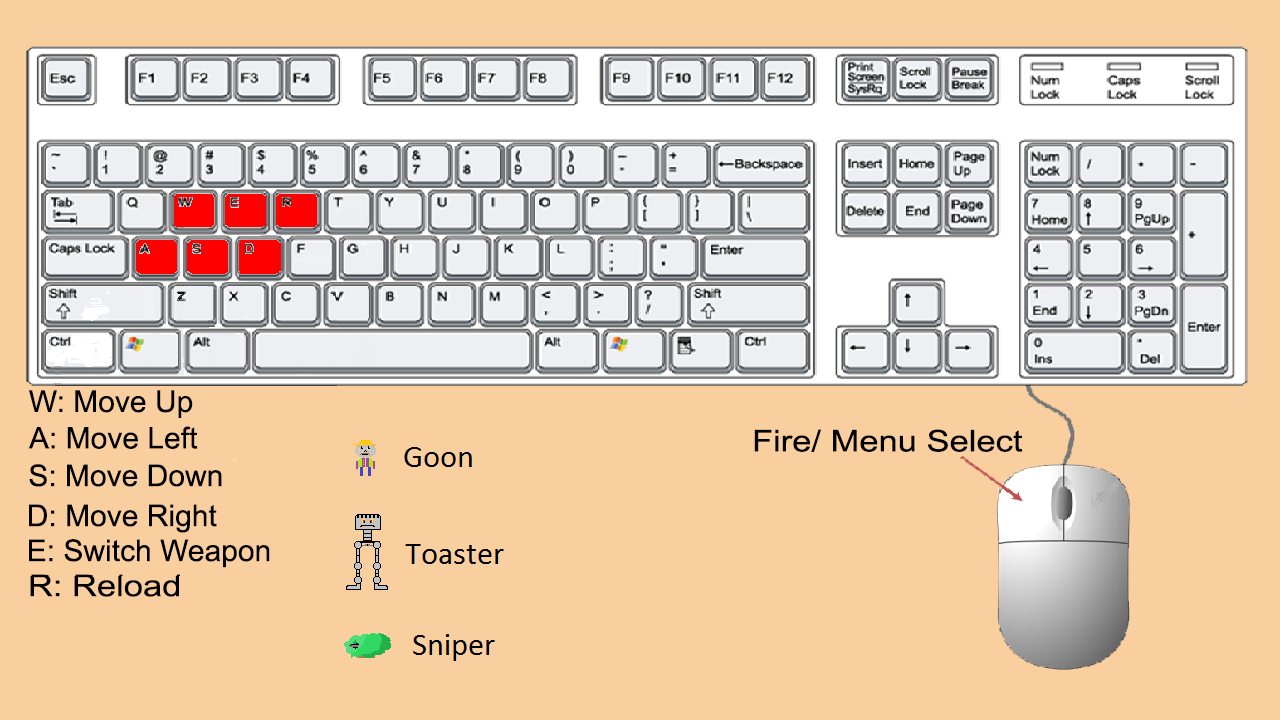 Esc F1 F2 F3 F4 F5 F6 F7 F8 F9 F10 F11 F12
Print
Screen
SysRq
Scroll
Lock
Pause
Break
Num
Lock
Caps
Lock
Scroll
Lock
~ ! @ # $ % ^ & * ( ) _ +
` 1 2 3 4 5 6 7 8 9 0 - = ←Backspace
Insert Home Page
Up
Num
Lock / * -
Tab Q W E R T Y U I O P { } |
[ ] \
Delete End Page
Down
7 8 9
Home ↑ PgUp +
Caps Lock A S D F G H J K L : "
; Enter
4 5 6
← →
Shift Z X C V B N M < > ? Shift
⇧ , . / ⇧
↑
1 2 3
End ↓ PgDn Enter
Ctrl Alt Alt Ctrl
← ↓ →
0 .
Ins Del
W: Move Up
A: Move Left
S: Move Down
D: Move Right
E: Switch Weapon
R: Reload
Goon
Toaster
Sniper
Fire/ Menu Select